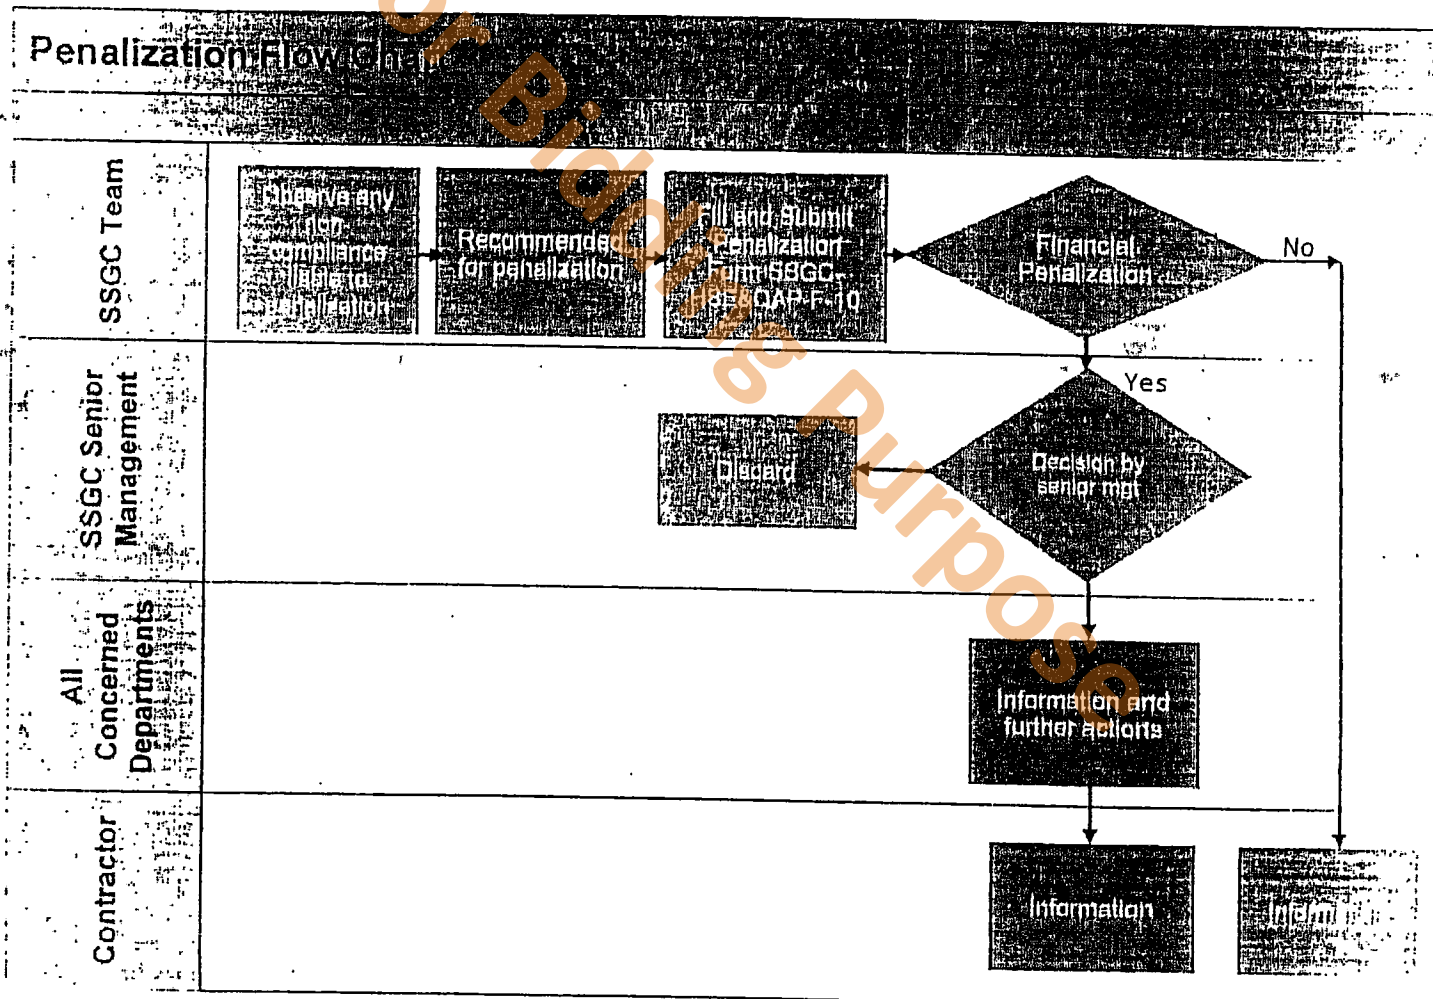 Penalization Flow Chart
or Bidding Purpose
SSGC Team
Observe any
non
compliance
liable to
penalization
Recommended
for penalization
Fill and Submit
Penalization
Form SSGC-
HSE&QAP-F-10
Financial
Penalization
No
Yes
SSGC Senior
Management
Discard
Decision by
senior mgt
All
Concerned
Departments
Information and
further actions
Contractor
Information